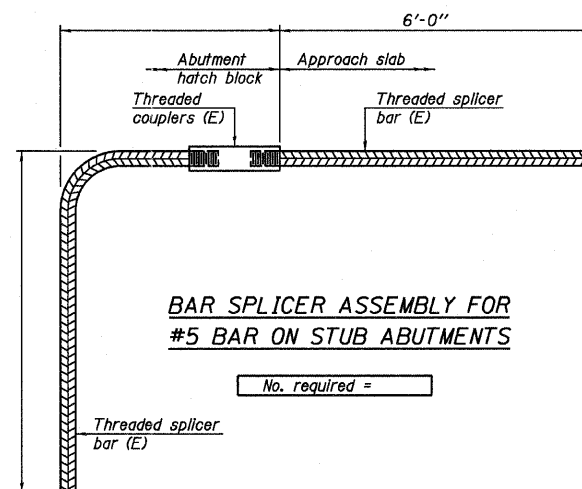 6'-0"
Abutment
hatch block
Approach slab
Threaded
couplers (E)
Threaded splicer
bar (E)
BAR SPLICER ASSEMBLY FOR
#5 BAR ON STUB ABUTMENTS
No. required =
Threaded splicer
bar (E)